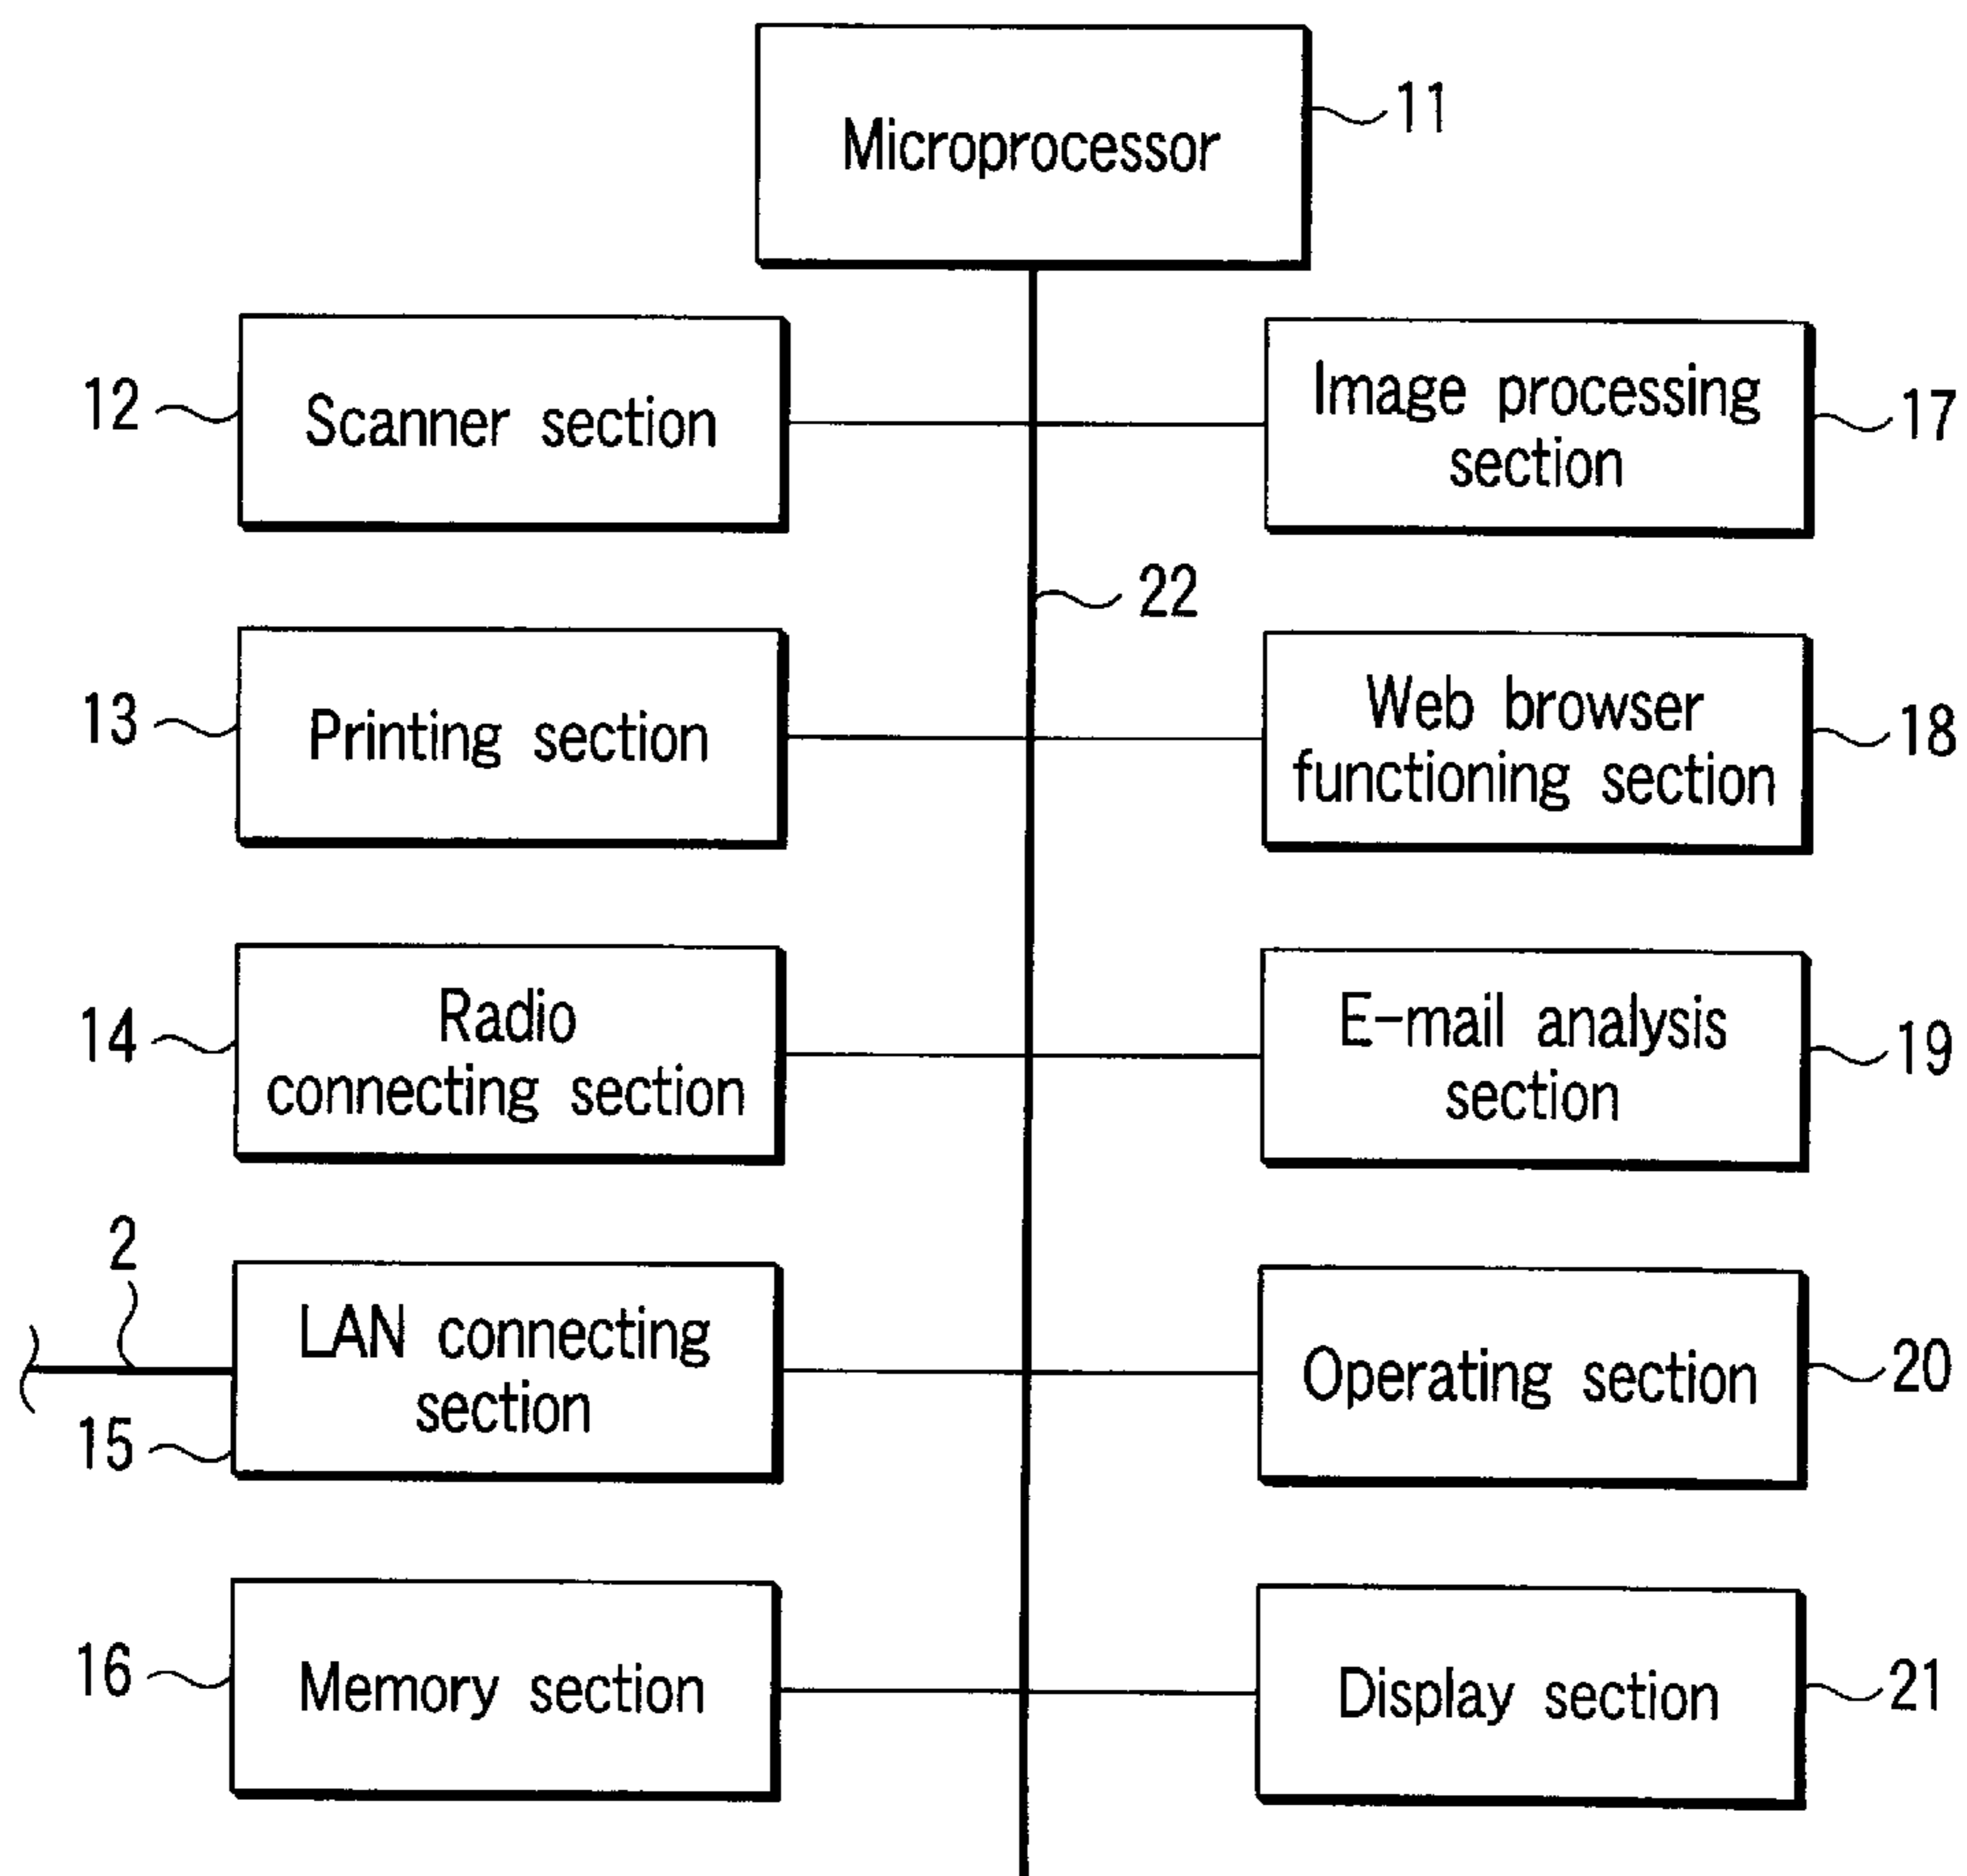 Microprocessor
11
12
Scanner section
Image processing
section
17
22
13
Printing section
Web browser
functioning section
18
14
Radio
connecting section
E-mail analysis
section
19
2
LAN connecting
section
15
Operating section
20
16
Memory section
Display section
21